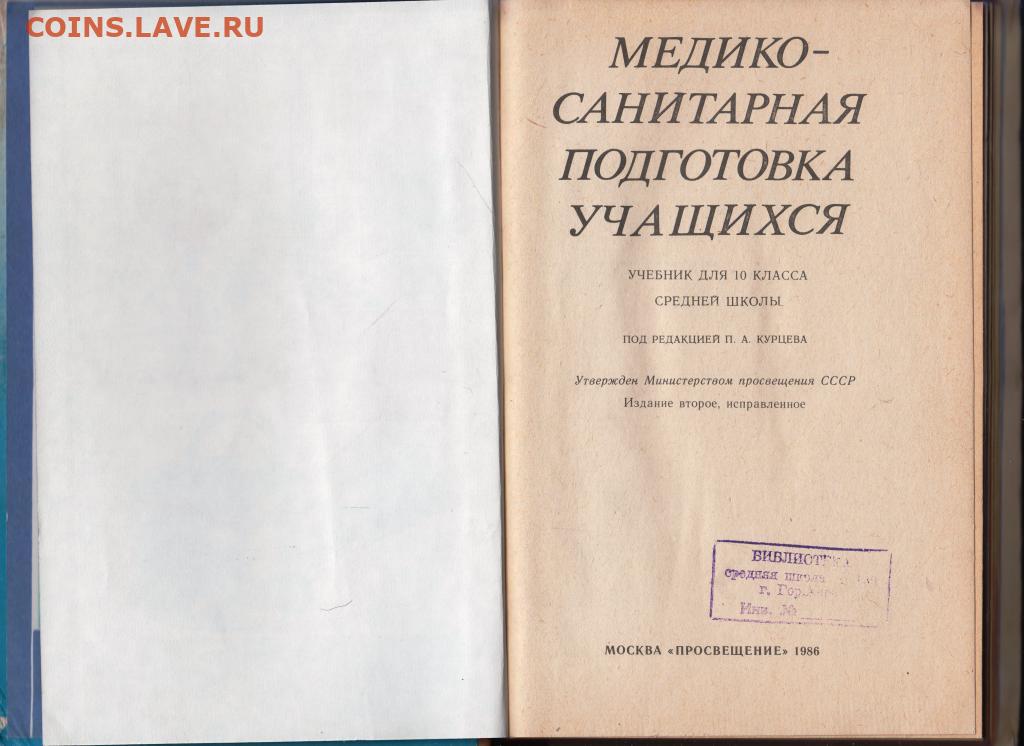 COINS.LAVE.RU
МЕДИКО-
САНИТАРНАЯ
ПОДГОТОВКА
УЧАЩИХСЯ
УЧЕБНИК ДЛЯ 10 КЛАССА
СРЕДНЕЙ ШКОЛЫ
ПОД РЕДАКЦИЕЙ П. А. КУРЦЕВА
Утвержден Министерством просвещения СССР
Издание второе, исправленное
БИБЛИОТЕКА
средняя школа
г.
Инв. №
МОСКВА «ПРОСВЕЩЕНИЕ» 1986